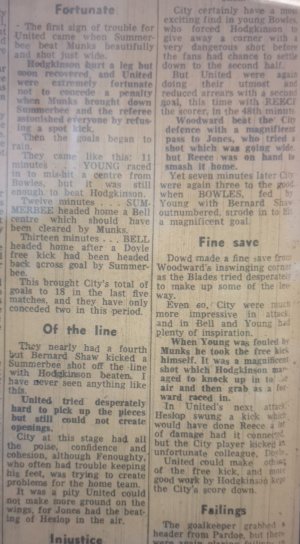 Fortunate
The first sign of trouble for
United came when Summer-
bee beat Munks beautifully
and shot just wide.
Hodgkinson hurt a leg but
soon recovered, and United
were extremely fortunate
not to concede a penalty
when Munks brought down
Summerbee and the referee
astonished everyone by refus-
ing a spot kick.
Then the goals began to
rain.
They came like this: 11
minutes . . . YOUNG raced
in to mis-hit a centre from
Bowles, but it was still
enough to beat Hodgkinson.
Twelve minutes . . . SUM-
MERBEE headed home a Bell
centre which should have
been cleared by Munks.
Thirteen minutes . . . BELL
headed home after a Doyle
free kick had been headed
back across goal by Summer-
bee.
This brought City's total of
goals to 18 in the last five
matches, and they have only
conceded two in this period.
Of the line
They nearly had a fourth
but Bernard Shaw kicked a
Summerbee shot off the line
with Hodgkinson beaten. I
have never seen anything like
this.
United tried desperately
hard to pick up the pieces
but still could not create
openings.
City at this stage had all
the poise, confidence and
cohesion, although Fenoughty,
who often had trouble keeping
his feet, was trying to create
problems for the home team.
It was a pity United could
not make more ground on the
wings, for Jones had the beat-
ing of Heslop in the air.
Injustice
City certainly have a most
exciting find in young Bowles,
who forced Hodgkinson to
give away a corner with a
very dangerous shot before
the fans had chance to settle
down to the second half.
But United were again
doing their utmost and
reduced arrears with a second
goal, this time with REECE
the scorer, in the 48th minute.
Woodward beat the City
defence with a magnificent
pass to Jones, who tried a
shot which was going wide,
but Reece was on hand to
smash it home.
Yet seven minutes later City
were again three to the good
when BOWLES, fed by
Young with Bernard Shaw
outnumbered, strode in to hit
a magnificent goal.
Fine save
Dowd made a fine save from
Woodward's inswinging corner
as the Blades tried desperately
to make up some of the lee-
way.
Even so, City were much
more impressive in attack
and in Bell and Young had
plenty of inspiration.
When Young was fouled by
Munks he took the free kick
himself. It was a magnificent
shot which Hodgkinson man-
aged to knock up in to the
air and then grab as a for-
ward raced in.
In United's next attack
Heslop swung a kick which
would have done Reece a lot
of damage had it connected
but the City player kicked his
unfortunate colleague, Doyle.
United could make
of the free kick, and more
good work by Hodgkinson kept
the City's score down.
Failings
The goalkeeper grabbed a
header from Pardoe, but there